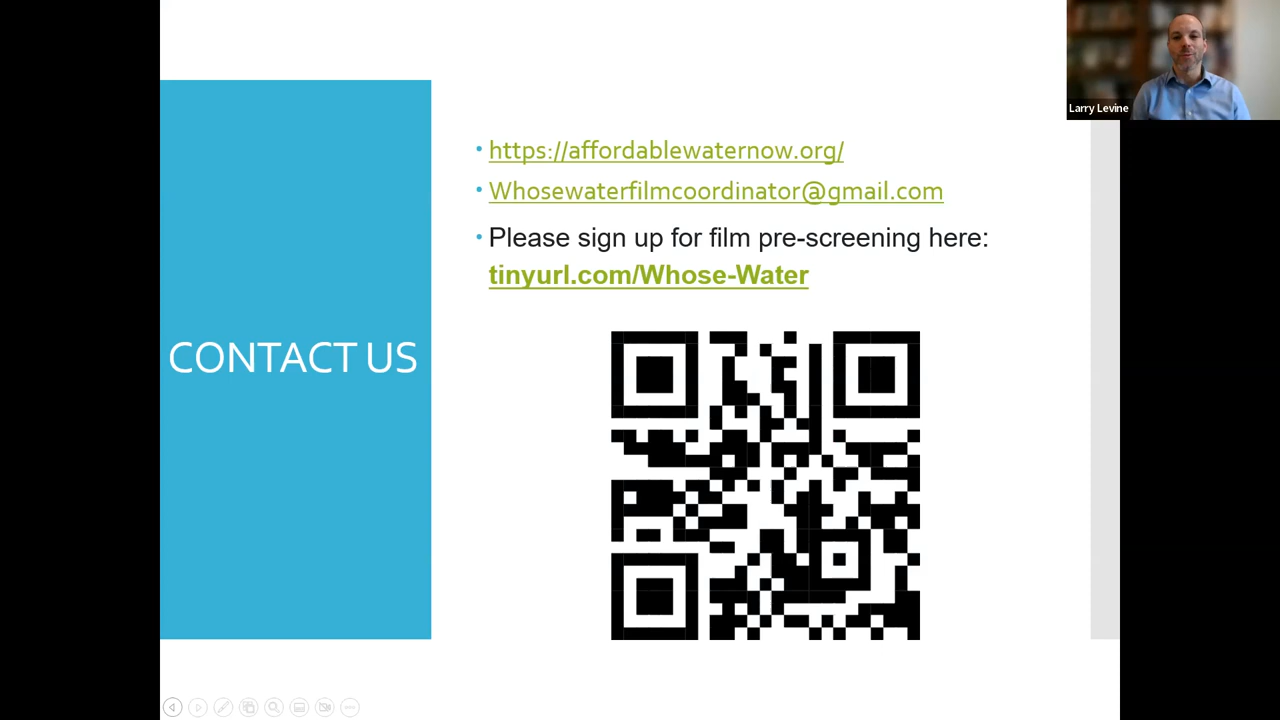 Larry Levine
https://affordablewaternow.org/
Whosewaterfilmcoordinator@gmail.com
Please sign up for film pre-screening here:
tinyurl.com/Whose-Water
CONTACT US